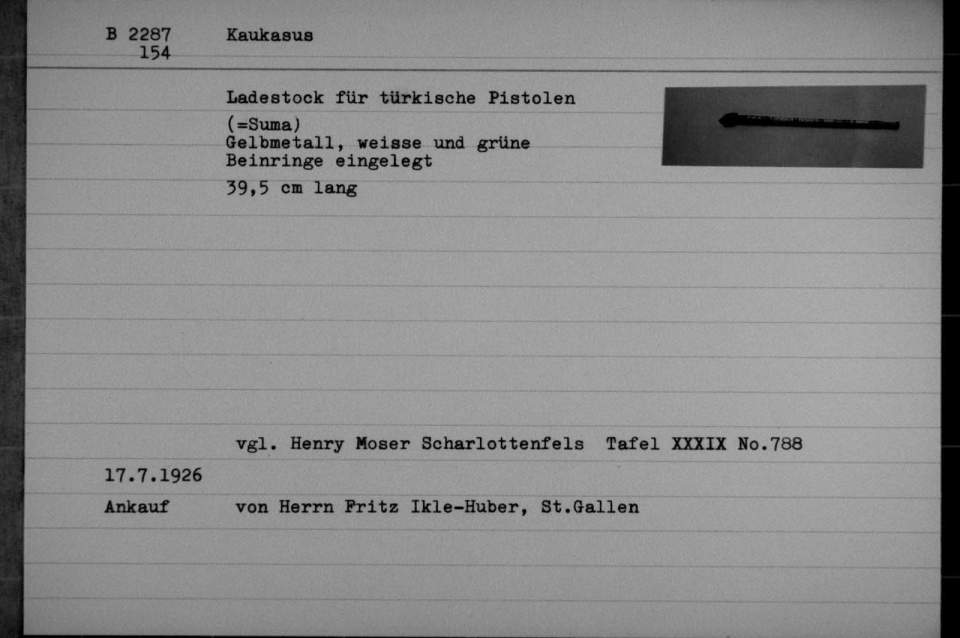 B 2287 Kaukasus
154
Ladestock für türkische Pistolen
(=Suma)
Gelbmetall, weisse und grüne
Beinringe eingelegt
39,5 cm lang
vgl. Henry Moser Scharlottenfels Tafel XXXIX No.788
17.7.1926
Ankauf von Herrn Fritz Ikle-Huber, St.Gallen